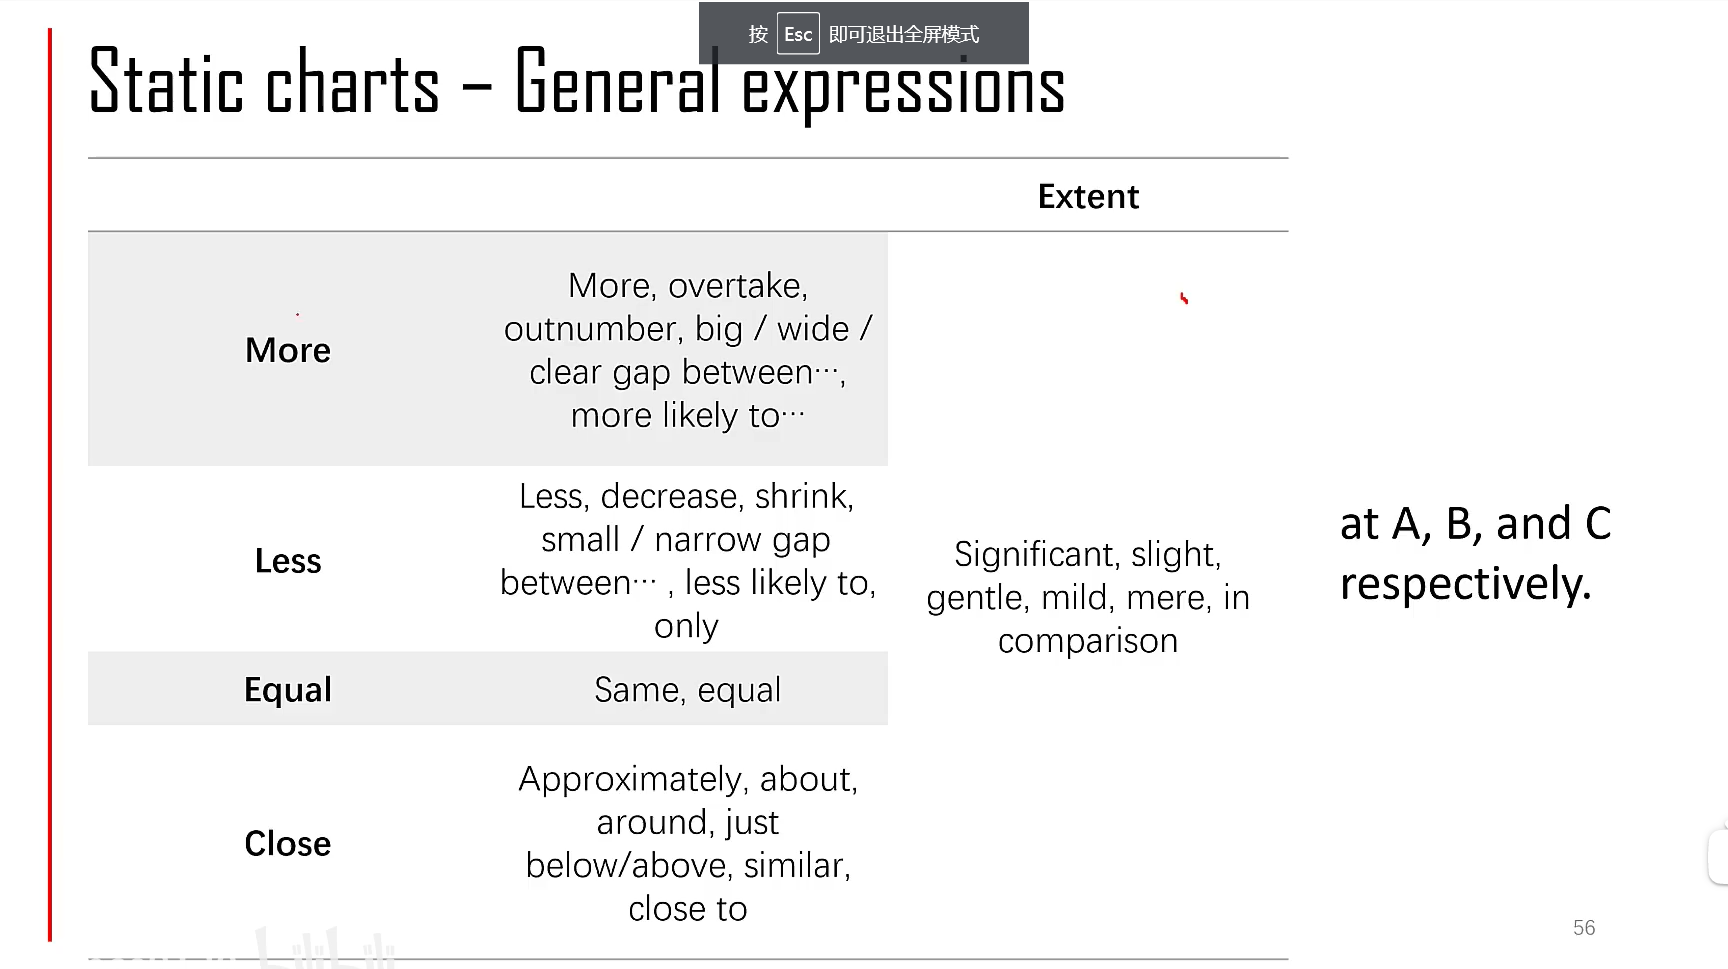 按 Esc 即可退出全屏模式
Static charts – General expressions
Extent
More
More, overtake,
outnumber, big / wide /
clear gap between…,
more likely to…
Less
Less, decrease, shrink,
small / narrow gap
between… , less likely to,
only
Significant, slight,
gentle, mild, mere, in
comparison
at A, B, and C
respectively.
Equal
Same, equal
Close
Approximately, about,
around, just
below/above, similar,
close to
56